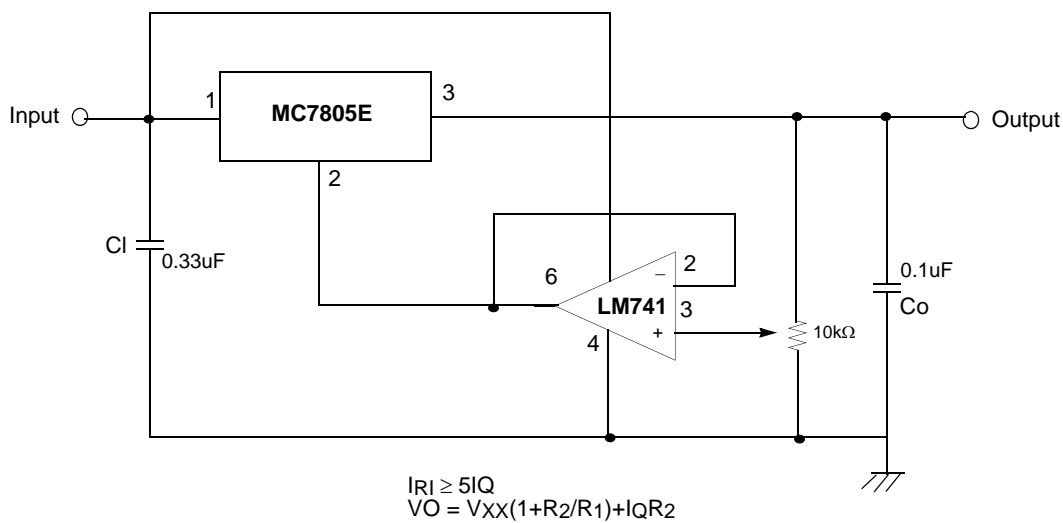 Input
1
MC7805E
3
Output
2
CI
0.33uF
6
2
−
LM741
3
+
4
0.1uF
Co
10kΩ
IRI ≥ 5IQ
VO = VXX(1+R2/R1)+IQR2